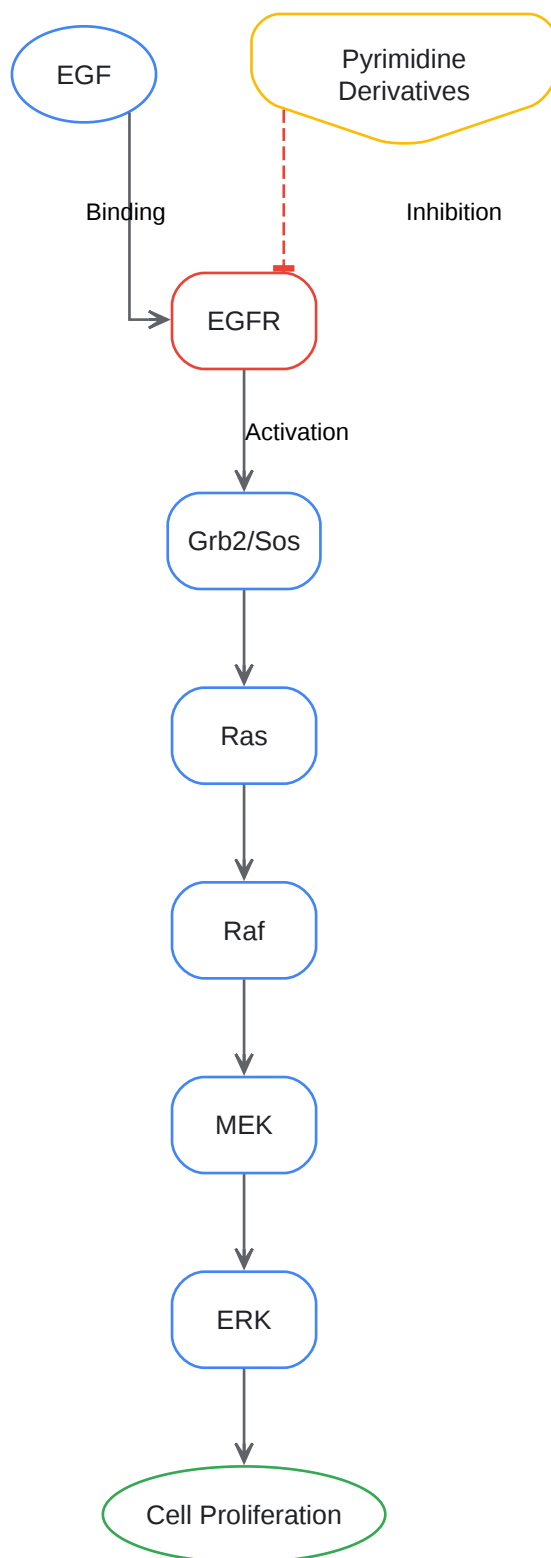 EGF
Pyrimidine
Derivatives
Binding
Inhibition
EGFR
Activation
Grb2/Sos
Ras
Raf
MEK
ERK
Cell Proliferation